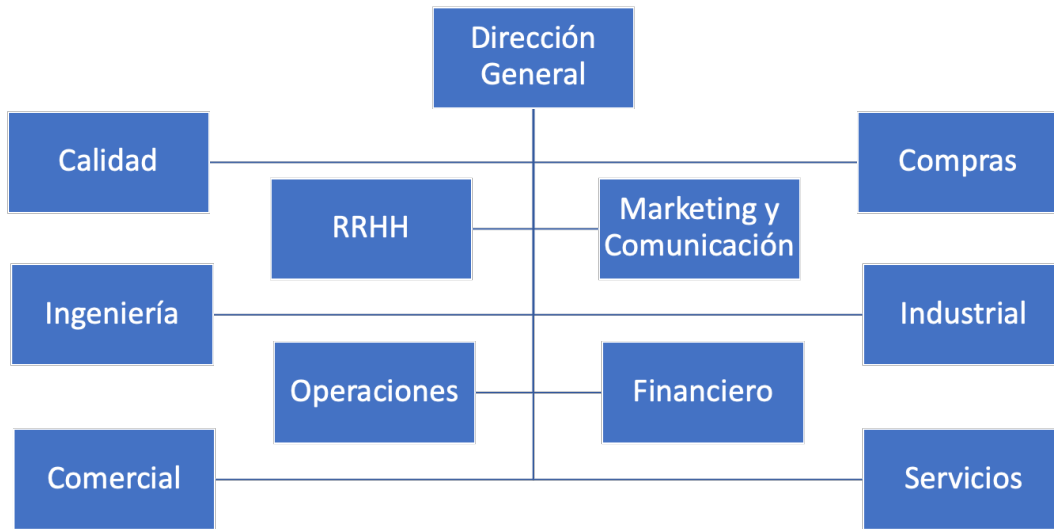 Dirección
General
Calidad
Compras
RRHH
Marketing y
Comunicación
Ingeniería
Industrial
Operaciones
Financiero
Comercial
Servicios